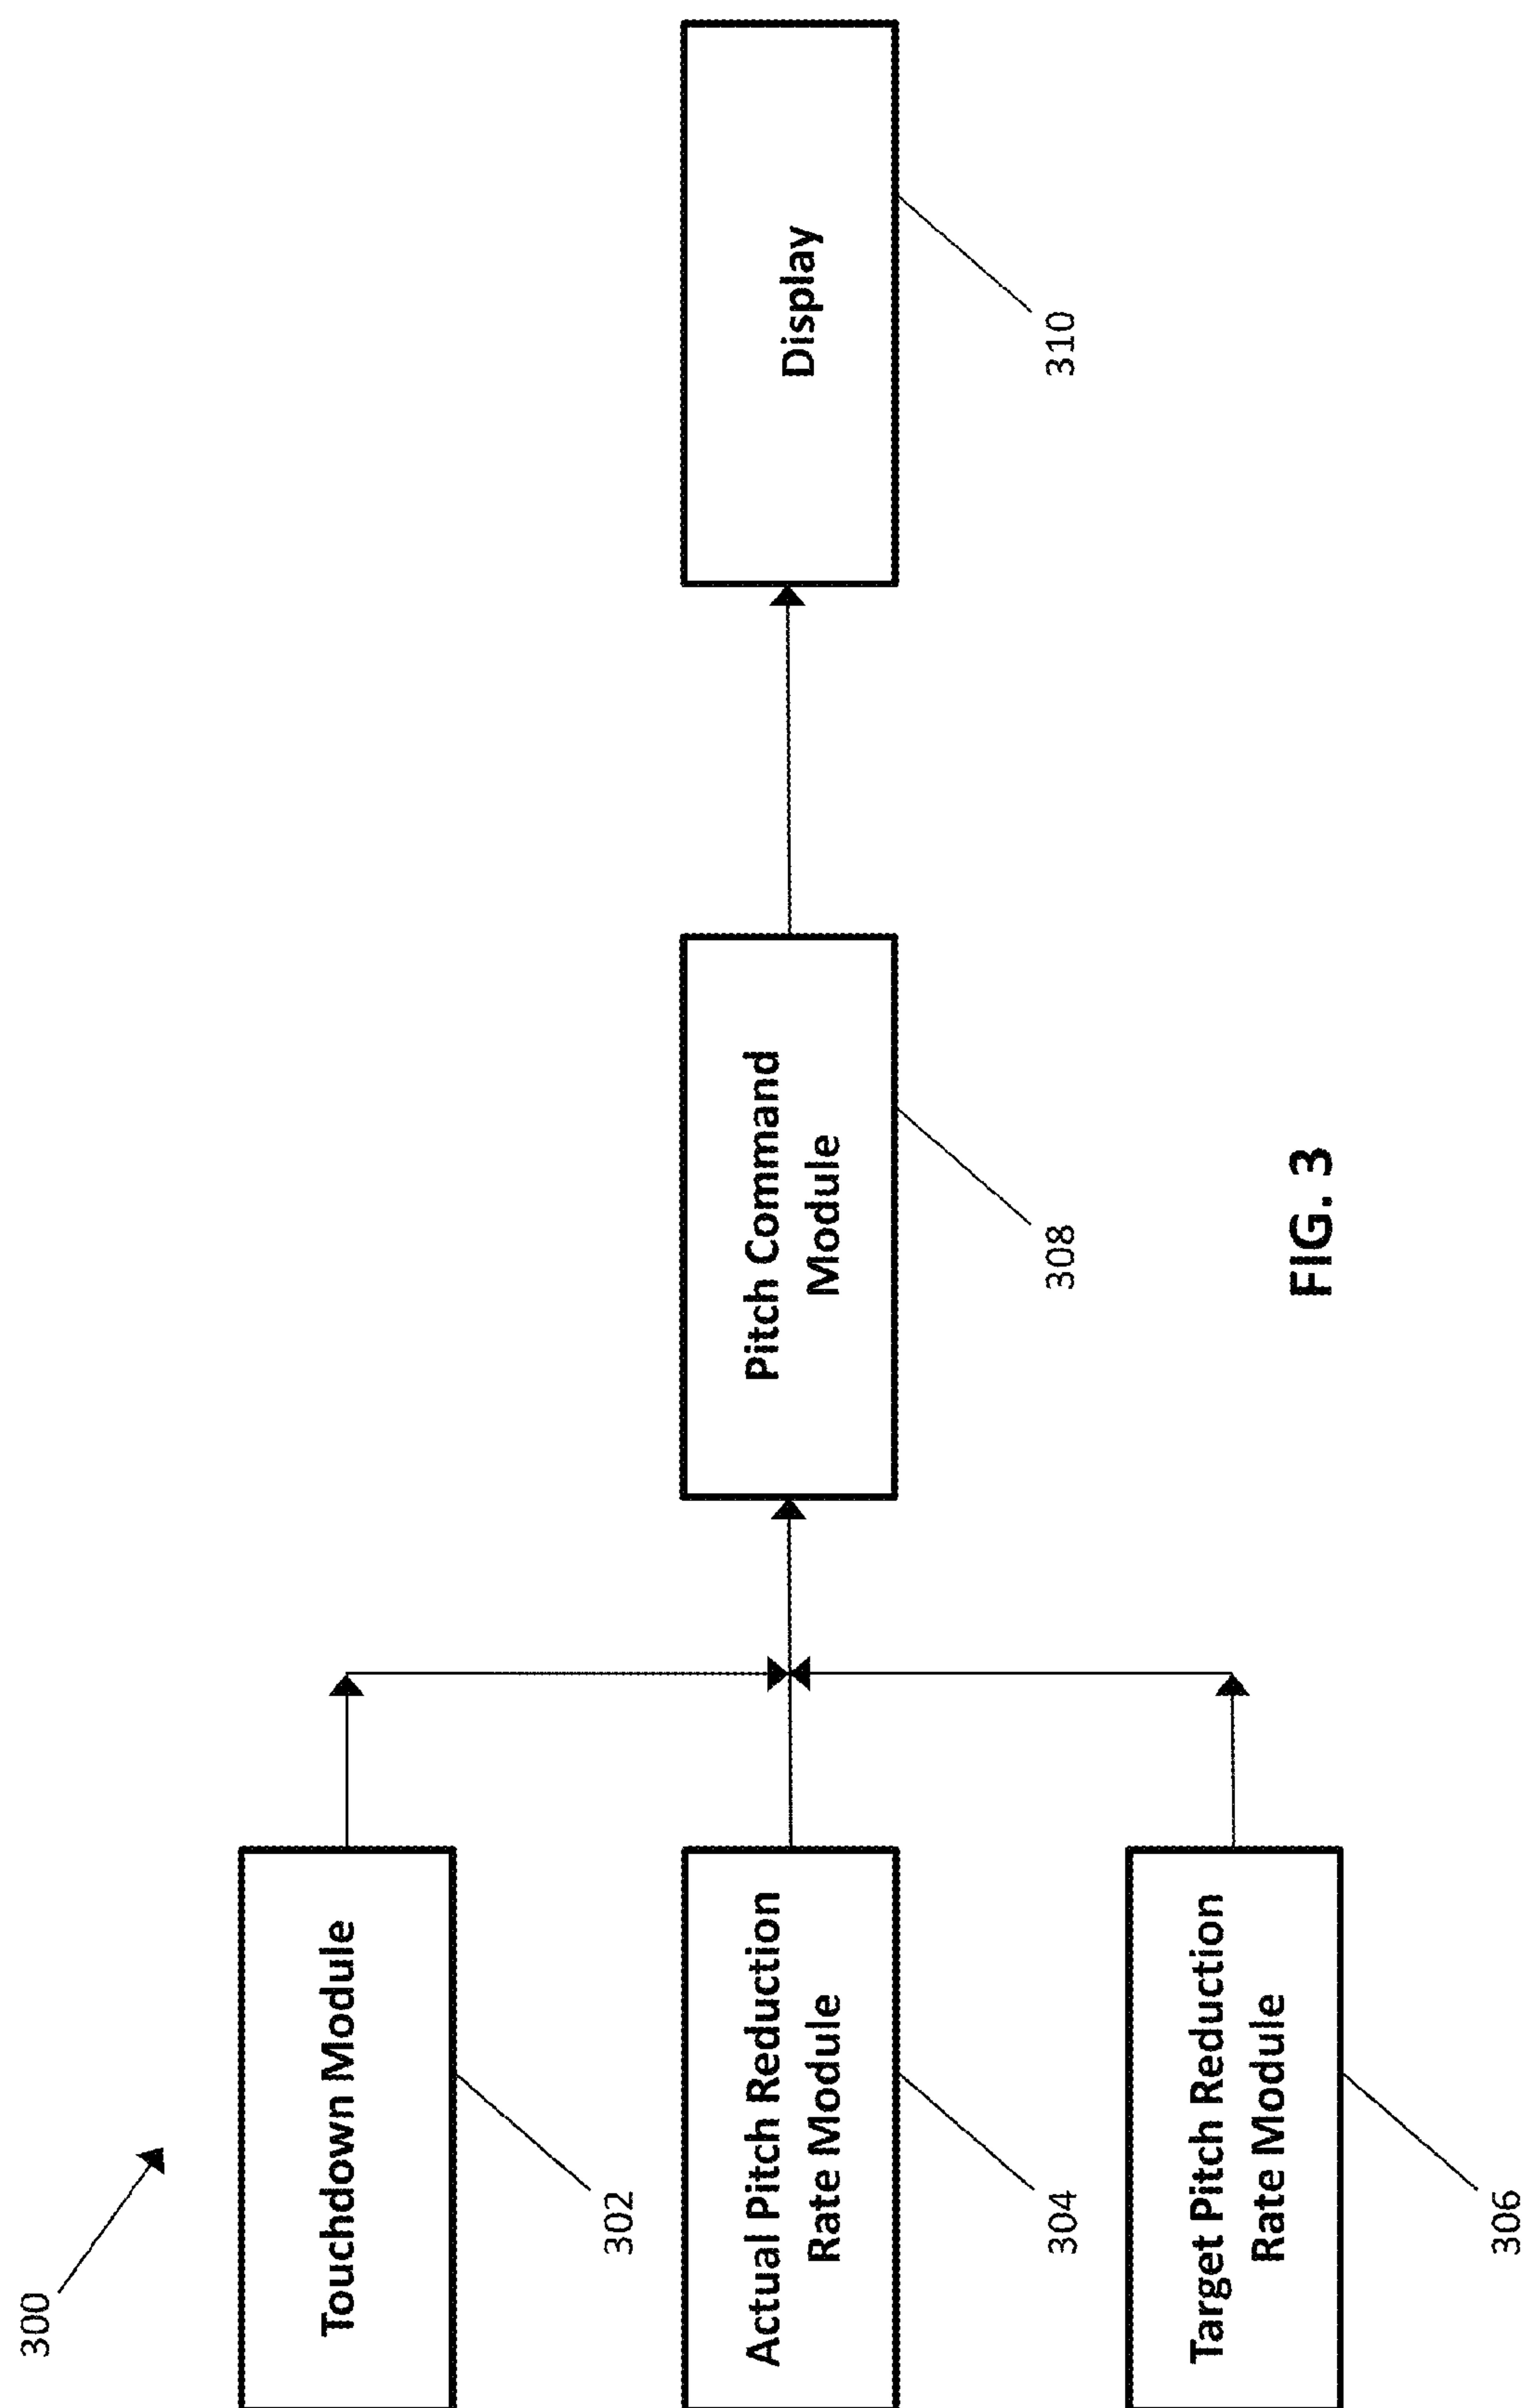 300
Touchdown Module
302
Actual Pitch Reduction
Rate Module
304
Target Pitch Reduction
Rate Module
306
Pitch Command
Module
308
Display
310
FIG. 3